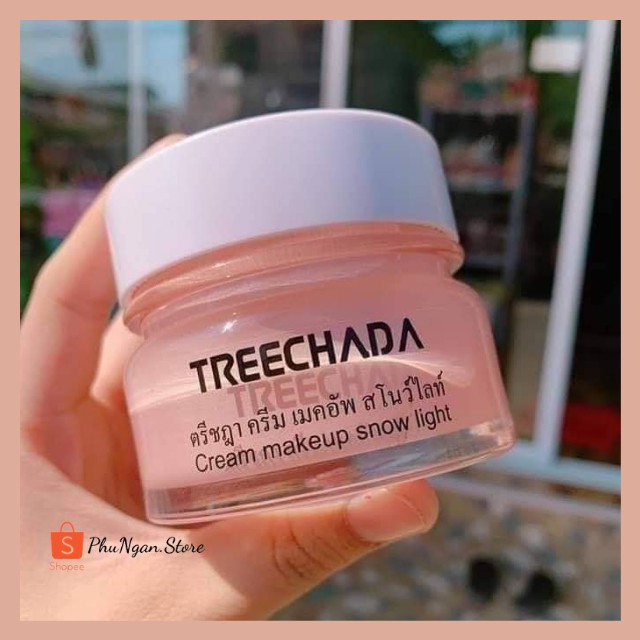 TREECHADA
ตรีชฎา ครีม เมคอัพ สโนว์ไลท์
Cream makeup snow light
S PhuNgan.Store
Shopee